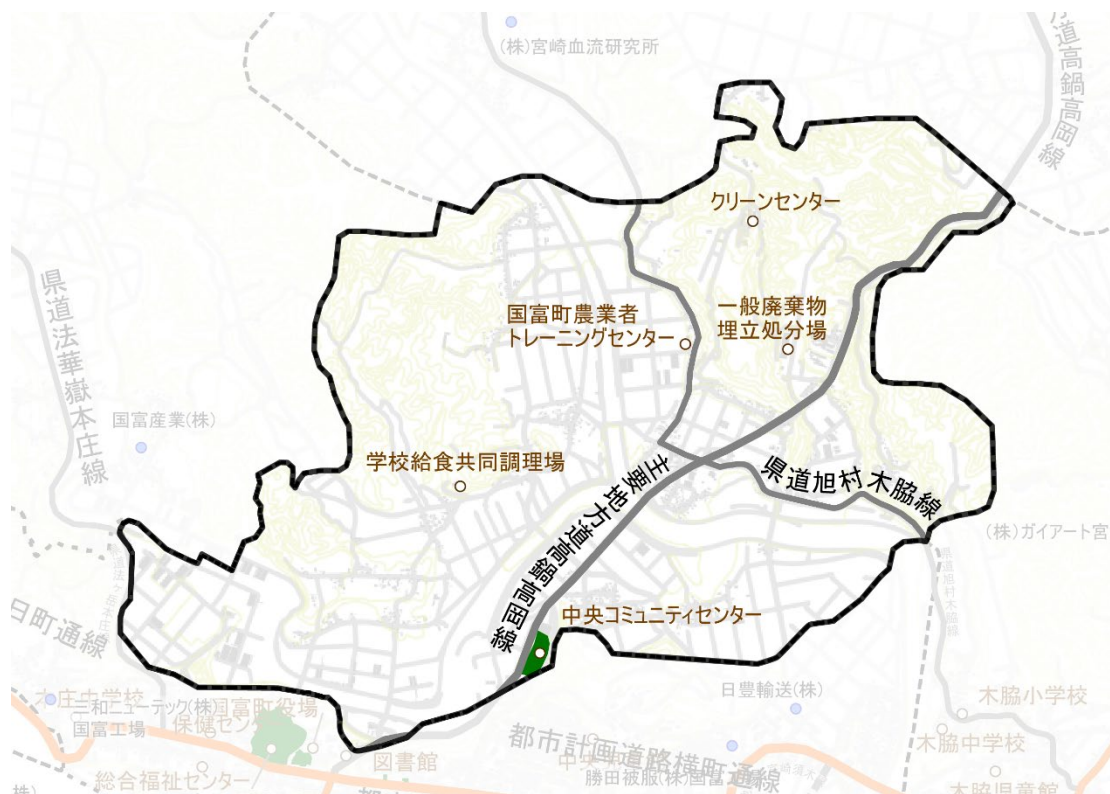 (株)宮崎血流研究所
道高鍋高岡線
クリーンセンター
国富町農業者
トレーニングセンター
一般廃棄物
埋立処分場
県道法華嶽本庄線
国富産業(株)
学校給食共同調理場
主要地方道高鍋高岡線
県道旭村木脇線
(株)ガイアート宮
県道旭村木脇線
中央コミュニティセンター
日町通線
本庄中学校
三和ニューテック(株)
国富工場
国富町役場
保健セン
総合福祉センター
図書館
日豊輸送(株)
都市計画道路横町通線
勝田被服(株)国富
木脇小学校
木脇中学校
木脇児童館
株)